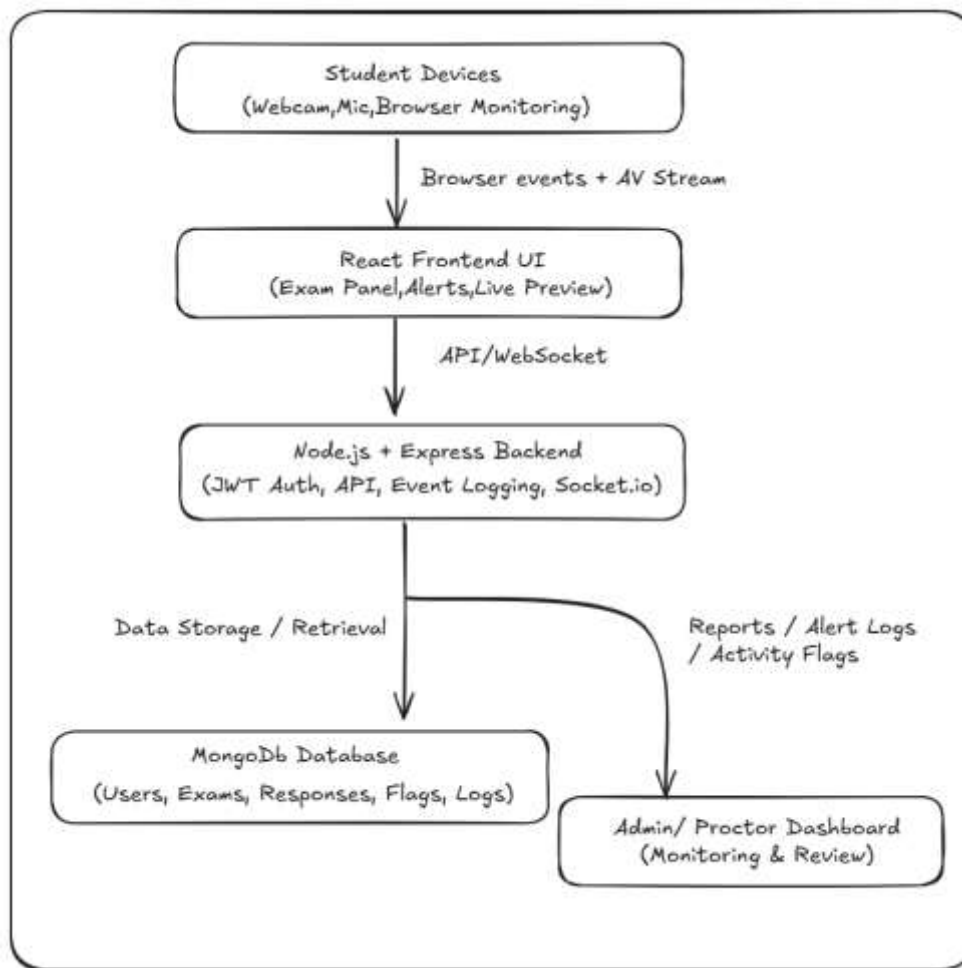 Student Devices
(Webcam,Mic,Browser Monitoring)
Browser events + AV Stream
React Frontend UI
(Exam Panel,Alerts,Live Preview)
API/WebSocket
Node.js + Express Backend
(JWT Auth, API, Event Logging, Socket.io)
Data Storage / Retrieval
Reports / Alert Logs
/ Activity Flags
MongoDb Database
(Users, Exams, Responses, Flags, Logs)
Admin/ Proctor Dashboard
(Monitoring & Review)